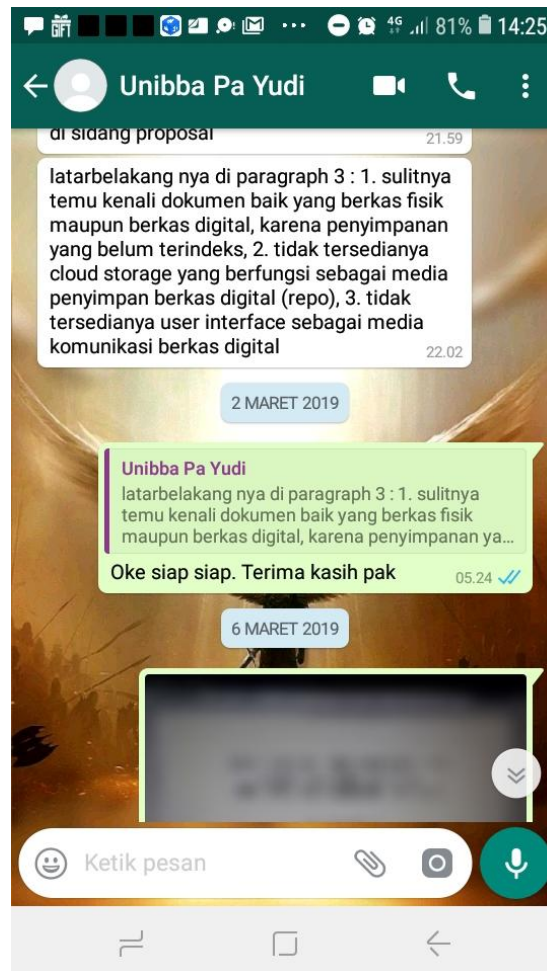 GIFT
4G
81%
14:25
Unibba Pa Yudi
di sidang proposal
21.59
latarbelakang nya di paragraph 3 : 1. sulitnya
temu kenali dokumen baik yang berkas fisik
maupun berkas digital, karena penyimpanan
yang belum terindeks, 2. tidak tersedianya
cloud storage yang berfungsi sebagai media
penyimpan berkas digital (repo), 3. tidak
tersedianya user interface sebagai media
komunikasi berkas digital
22.02
2 MARET 2019
Unibba Pa Yudi
latarbelakang nya di paragraph 3 : 1. sulitnya
temu kenali dokumen baik yang berkas fisik
maupun berkas digital, karena penyimpanan ya...
Oke siap siap. Terima kasih pak
05.24
6 MARET 2019
Ketik pesan